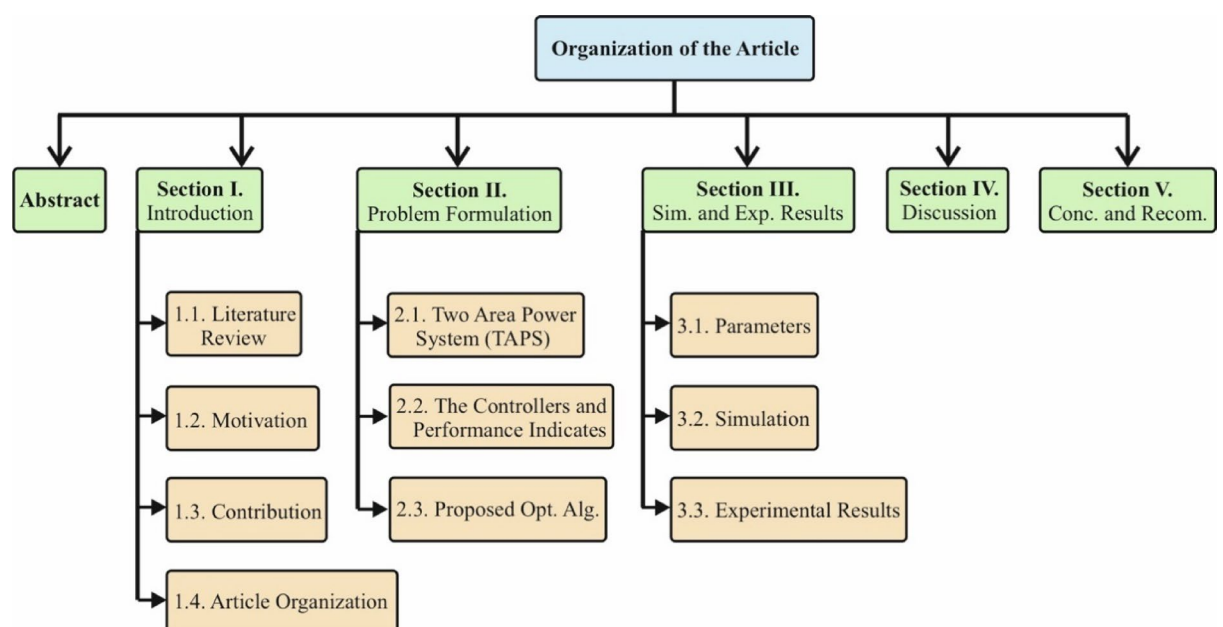 Organization of the Article
Abstract
Section I.
Introduction
Section II.
Problem Formulation
Section III.
Sim. and Exp. Results
Section IV.
Discussion
Section V.
Conc. and Recom.
1.1. Literature
Review
1.2. Motivation
1.3. Contribution
1.4. Article Organization
2.1. Two Area Power
System (TAPS)
2.2. The Controllers and
Performance Indicates
2.3. Proposed Opt. Alg.
3.1. Parameters
3.2. Simulation
3.3. Experimental Results